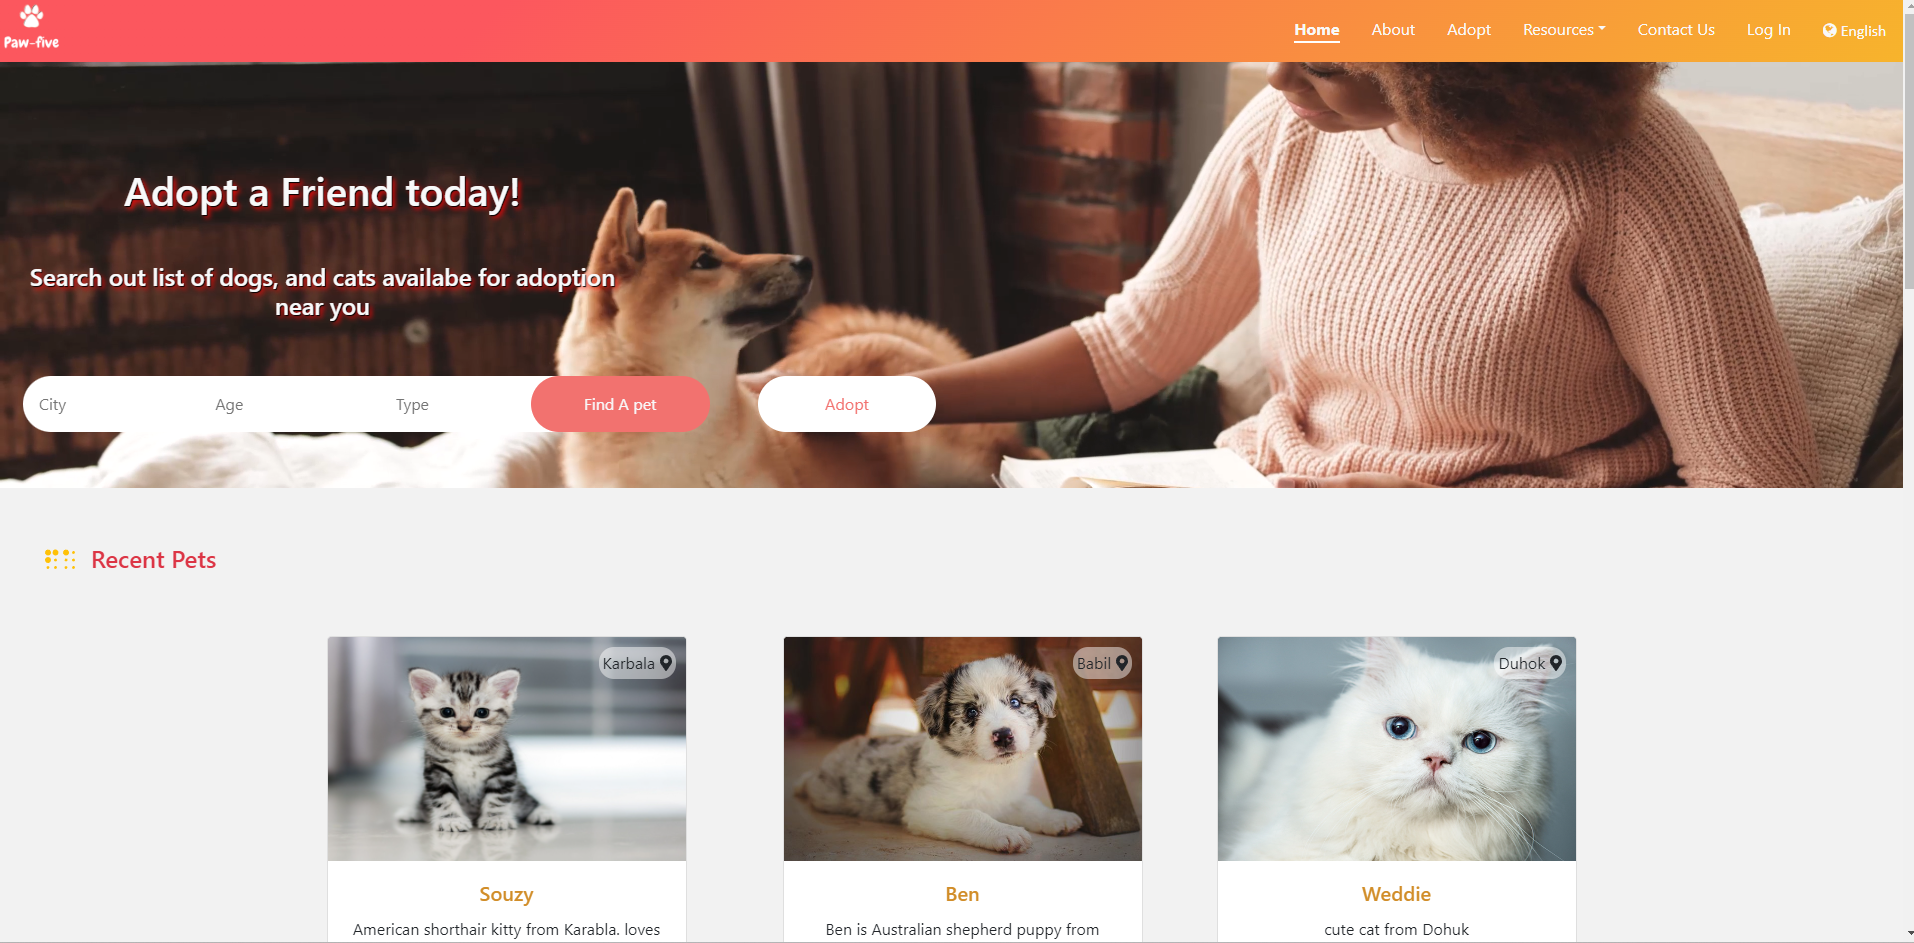 Paw-five
Home About Adopt Resources Contact Us Log In English
Adopt a Friend today!
Search out list of dogs, and cats availabe for adoption
near you
City Age Type Find A pet Adopt
Recent Pets
Karbala
Babil
Duhok
Souzy
American shorthair kitty from Karabla. loves
Ben
Ben is Australian shepherd puppy from
Weddie
cute cat from Dohuk